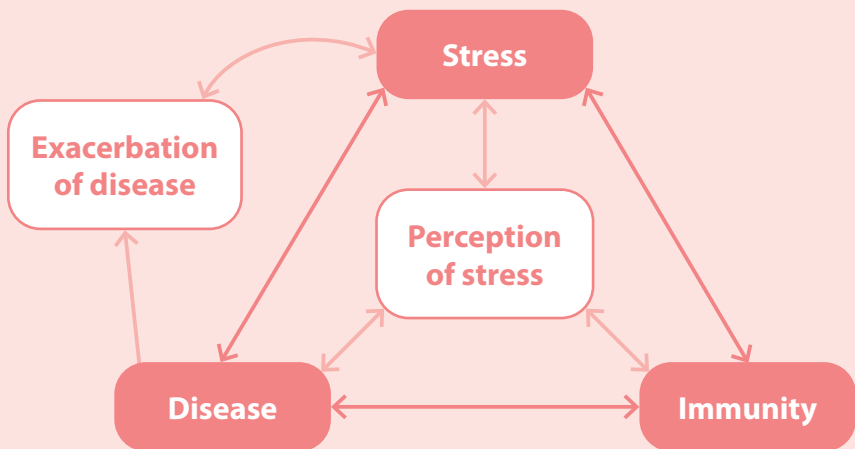 Stress
Exacerbation
of disease
Perception
of stress
Disease
Immunity